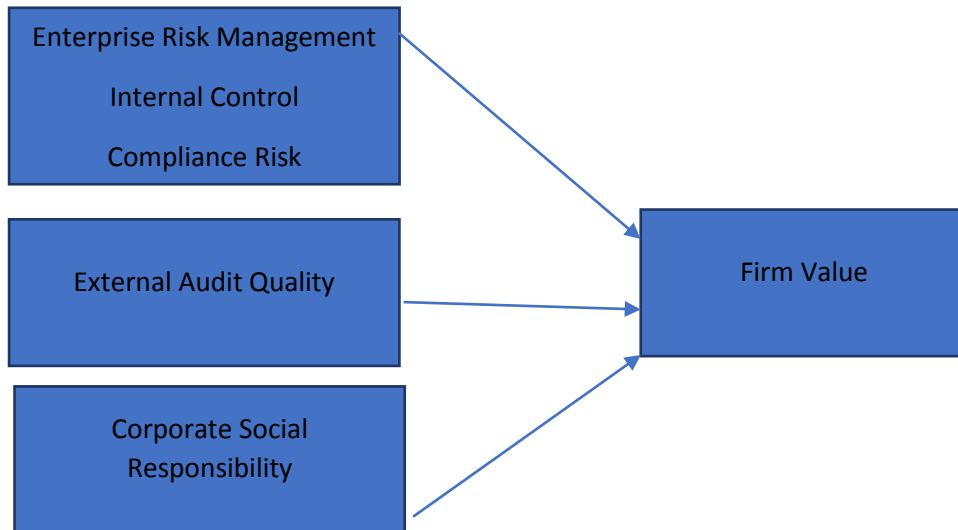 Enterprise Risk Management
Internal Control
Compliance Risk
External Audit Quality
Firm Value
Corporate Social
Responsibility